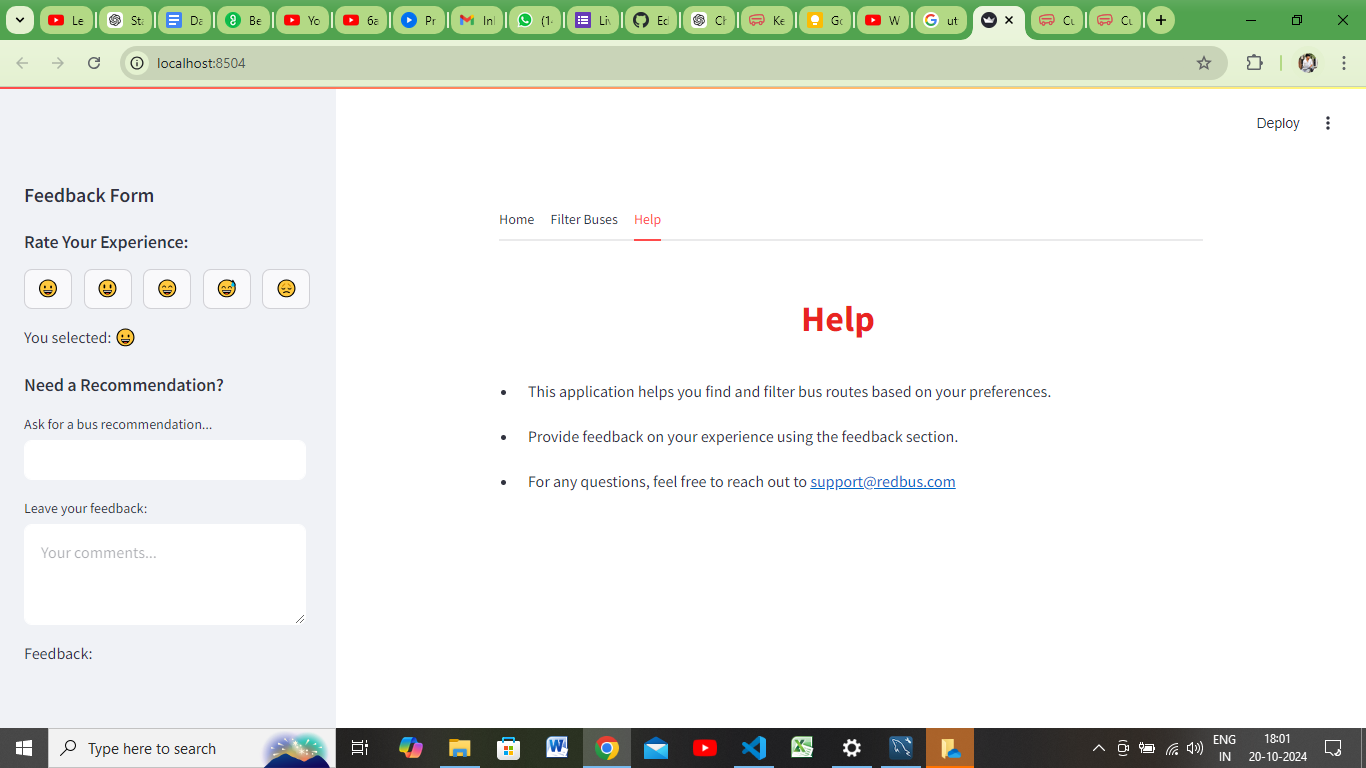 Le
Sta
Da
Be
Yo
6a
Pr
InI
(14
Liv
Ed
Ch
Ke
Go
W
ut
Cu
Cu
localhost:8504
Deploy
Feedback Form
Rate Your Experience:
You selected: 😀
Need a Recommendation?
Ask for a bus recommendation...
Leave your feedback:
Your comments...
Feedback:
Home Filter Buses Help
Help
• This application helps you find and filter bus routes based on your preferences.
• Provide feedback on your experience using the feedback section.
• For any questions, feel free to reach out to support@redbus.com
Type here to search
ENG
IN
18:01
20-10-2024